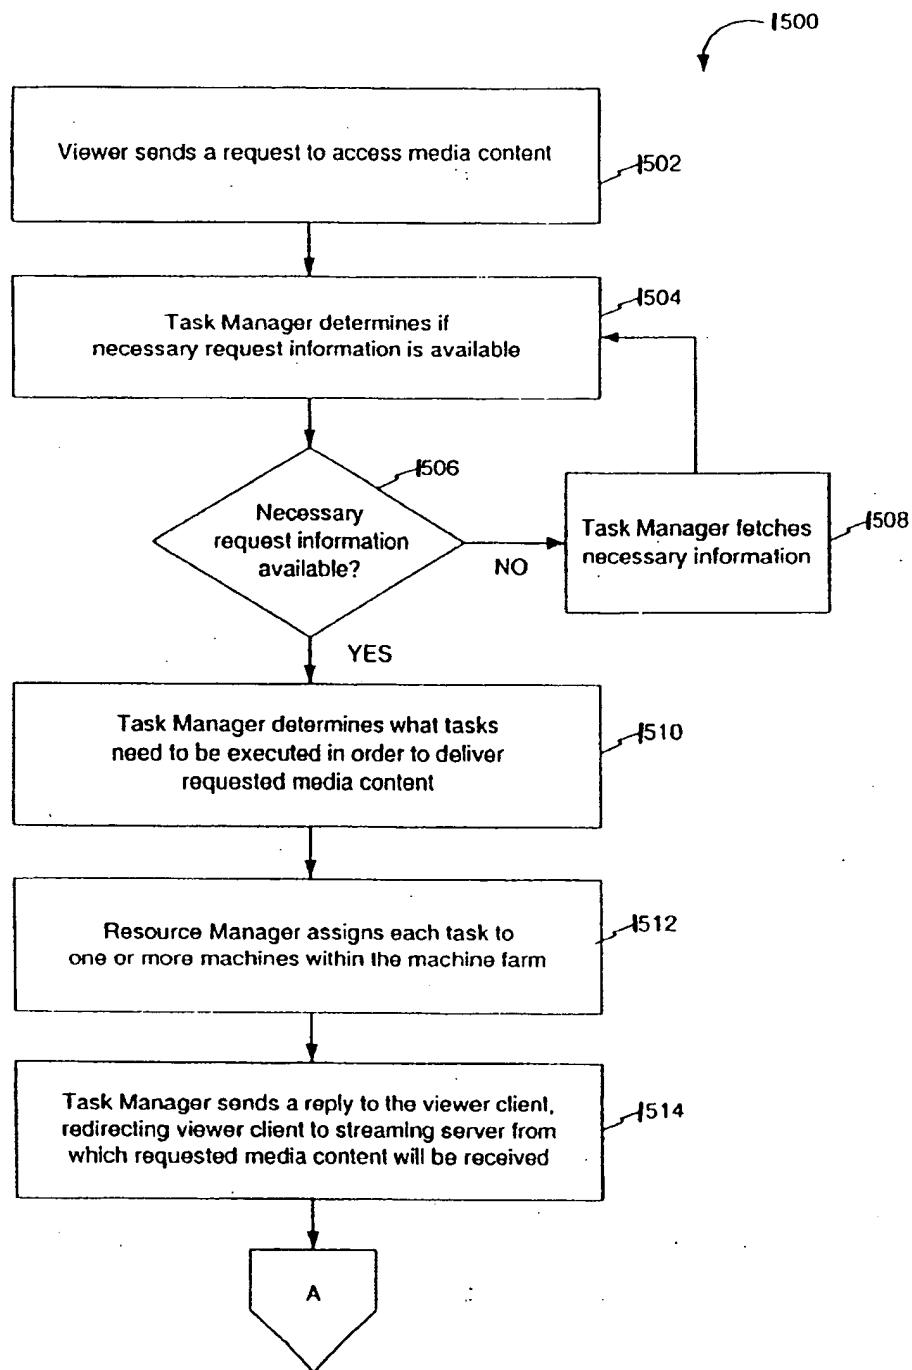 1500
Viewer sends a request to access media content
1502
1504
Task Manager determines if
necessary request information is available
1506
Necessary
request information
available?
NO
Task Manager fetches
necessary information
1508
YES
Task Manager determines what tasks
need to be executed in order to deliver
requested media content
1510
Resource Manager assigns each task to
one or more machines within the machine farm
1512
Task Manager sends a reply to the viewer client,
redirecting viewer client to streaming server from
which requested media content will be received
1514
A